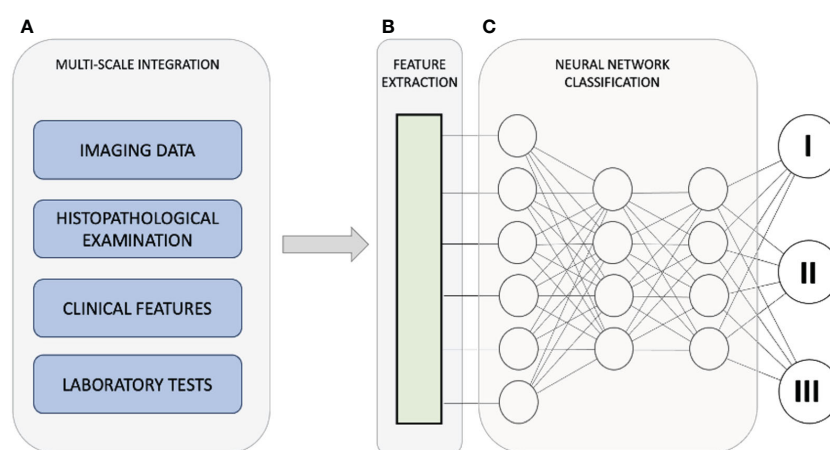 A
B
C
MULTI-SCALE INTEGRATION
IMAGING DATA
HISTOPATHOLOGICAL
EXAMINATION
CLINICAL FEATURES
LABORATORY TESTS
FEATURE
EXTRACTION
NEURAL NETWORK
CLASSIFICATION
I
II
III